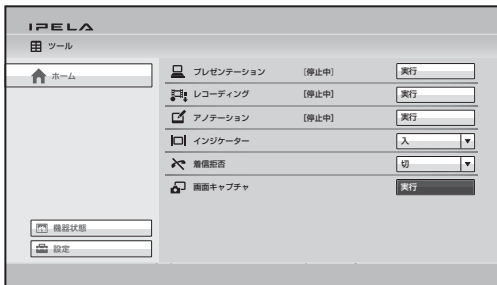 IPELA
ツール
ホーム
プレゼンテーション [停止中] 実行
レコーディング [停止中] 実行
アノテーション [停止中] 実行
インジケーター 入
着信拒否 切
画面キャプチャ 実行
機器状態
設定